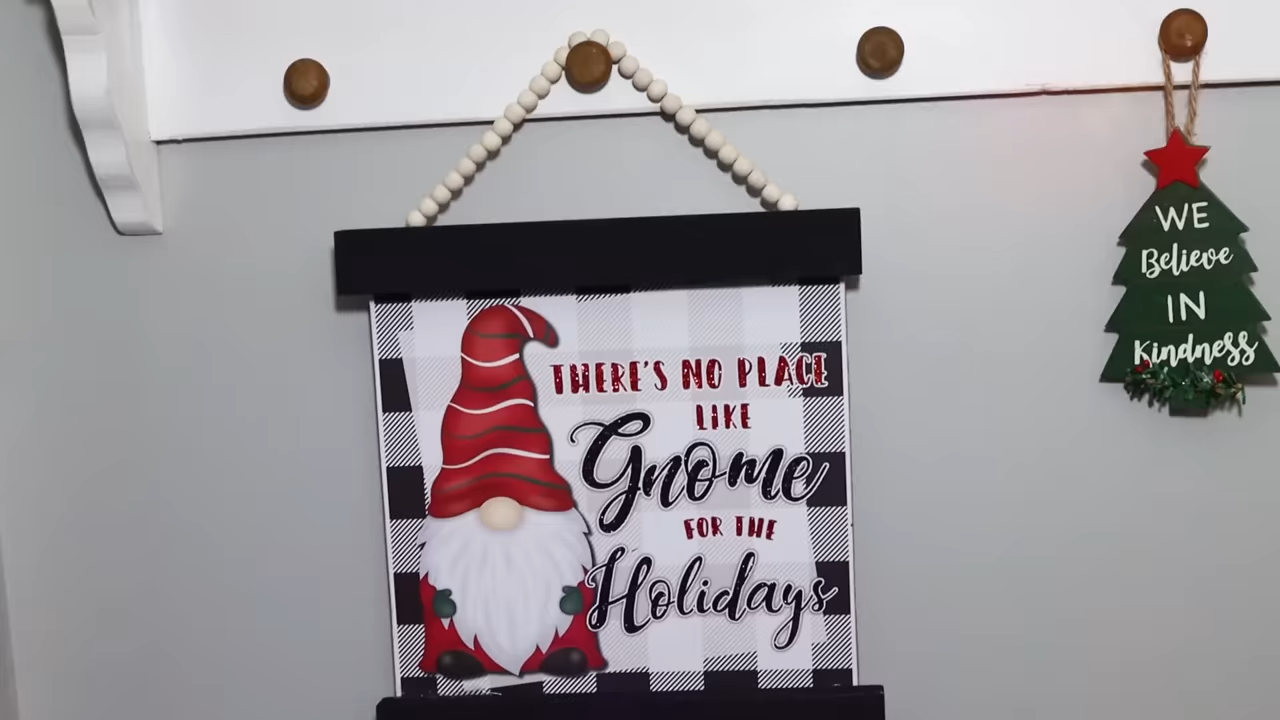 THERE'S NO PLACE
LIKE
Gnome
FOR THE
Holidays
WE
Believe
IN
Kindness